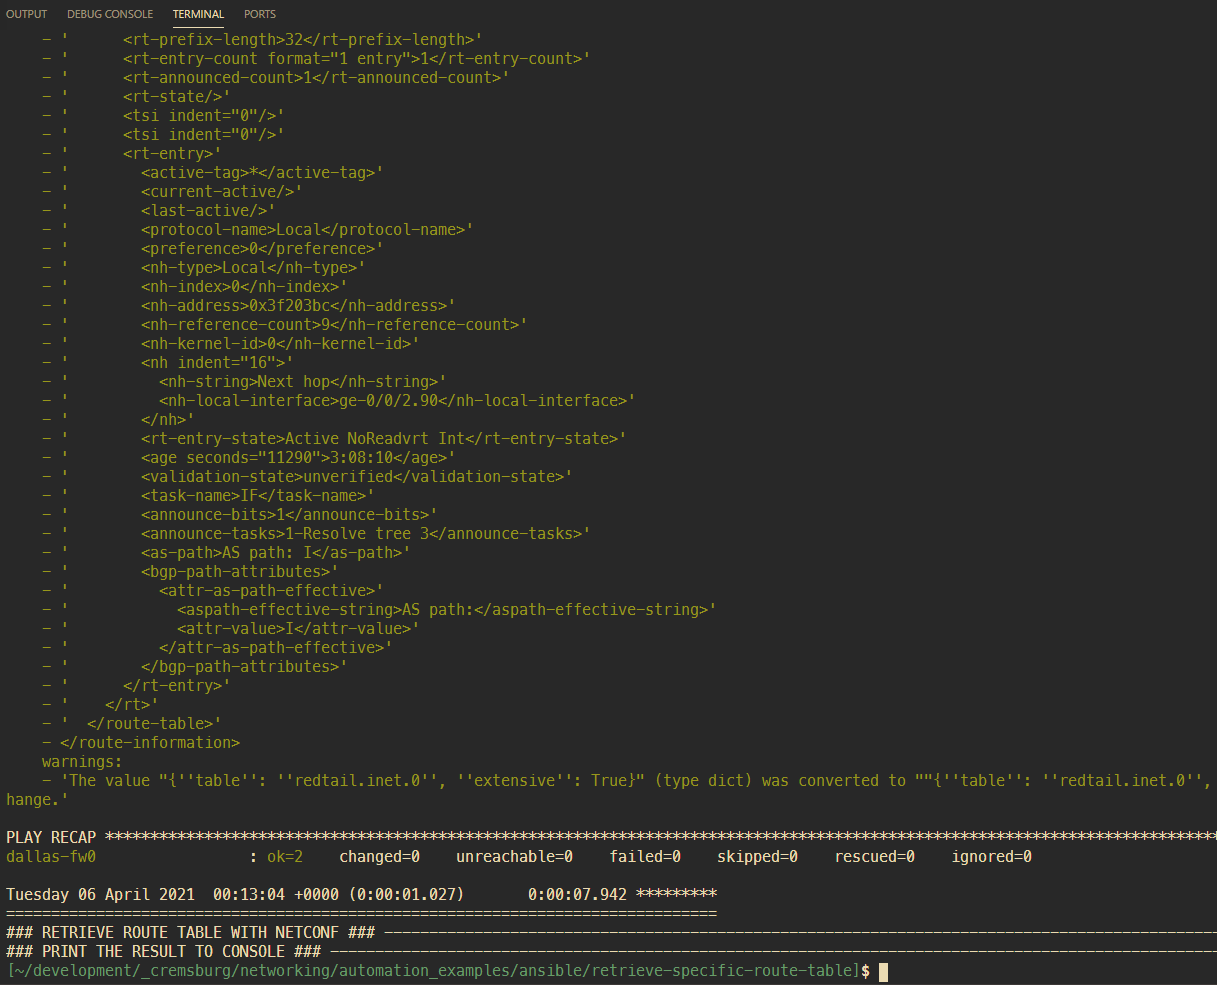 OUTPUT DEBUG CONSOLE TERMINAL PORTS
- '      <rt-prefix-length>32</rt-prefix-length>'
- '      <rt-entry-count format="1 entry">1</rt-entry-count>'
- '      <rt-announced-count>1</rt-announced-count>'
- '      <rt-state/>'
- '      <tsi indent="0"/>'
- '      <tsi indent="0"/>'
- '      <rt-entry>'
- '        <active-tag>*</active-tag>'
- '        <current-active/>'
- '        <last-active/>'
- '        <protocol-name>Local</protocol-name>'
- '        <preference>0</preference>'
- '        <nh-type>Local</nh-type>'
- '        <nh-index>0</nh-index>'
- '        <nh-address>0x3f203bc</nh-address>'
- '        <nh-reference-count>9</nh-reference-count>'
- '        <nh-kernel-id>0</nh-kernel-id>'
- '        <nh indent="16">'
- '          <nh-string>Next hop</nh-string>'
- '          <nh-local-interface>ge-0/0/2.90</nh-local-interface>'
- '        </nh>'
- '        <rt-entry-state>Active NoReadvrt Int</rt-entry-state>'
- '        <age seconds="11290">3:08:10</age>'
- '        <validation-state>unverified</validation-state>'
- '        <task-name>IF</task-name>'
- '        <announce-bits>1</announce-bits>'
- '        <announce-tasks>1-Resolve tree 3</announce-tasks>'
- '        <as-path>AS path: I</as-path>'
- '        <bgp-path-attributes>'
- '          <attr-as-path-effective>'
- '            <aspath-effective-string>AS path:</aspath-effective-string>'
- '            <attr-value>I</attr-value>'
- '          </attr-as-path-effective>'
- '        </bgp-path-attributes>'
- '      </rt-entry>'
- '    </rt>'
- '  </route-table>'
- </route-information>
warnings:
- 'The value "{''table'': ''redtail.inet.0'', ''extensive'': True}" (type dict) was converted to ""{''table'': ''redtail.inet.0'',
hange.'
PLAY RECAP ***************************************************************************************************************************
dallas-fw0                 : ok=2    changed=0    unreachable=0    failed=0    skipped=0    rescued=0    ignored=0
Tuesday 06 April 2021  00:13:04 +0000 (0:00:01.027)       0:00:07.942 *********
===============================================================================
### RETRIEVE ROUTE TABLE WITH NETCONF ### --------------------------------------------------------------------------------------------
### PRINT THE RESULT TO CONSOLE ### --------------------------------------------------------------------------------------------------
[~/development/_cremsburg/networking/automation_examples/ansible/retrieve-specific-route-table]$